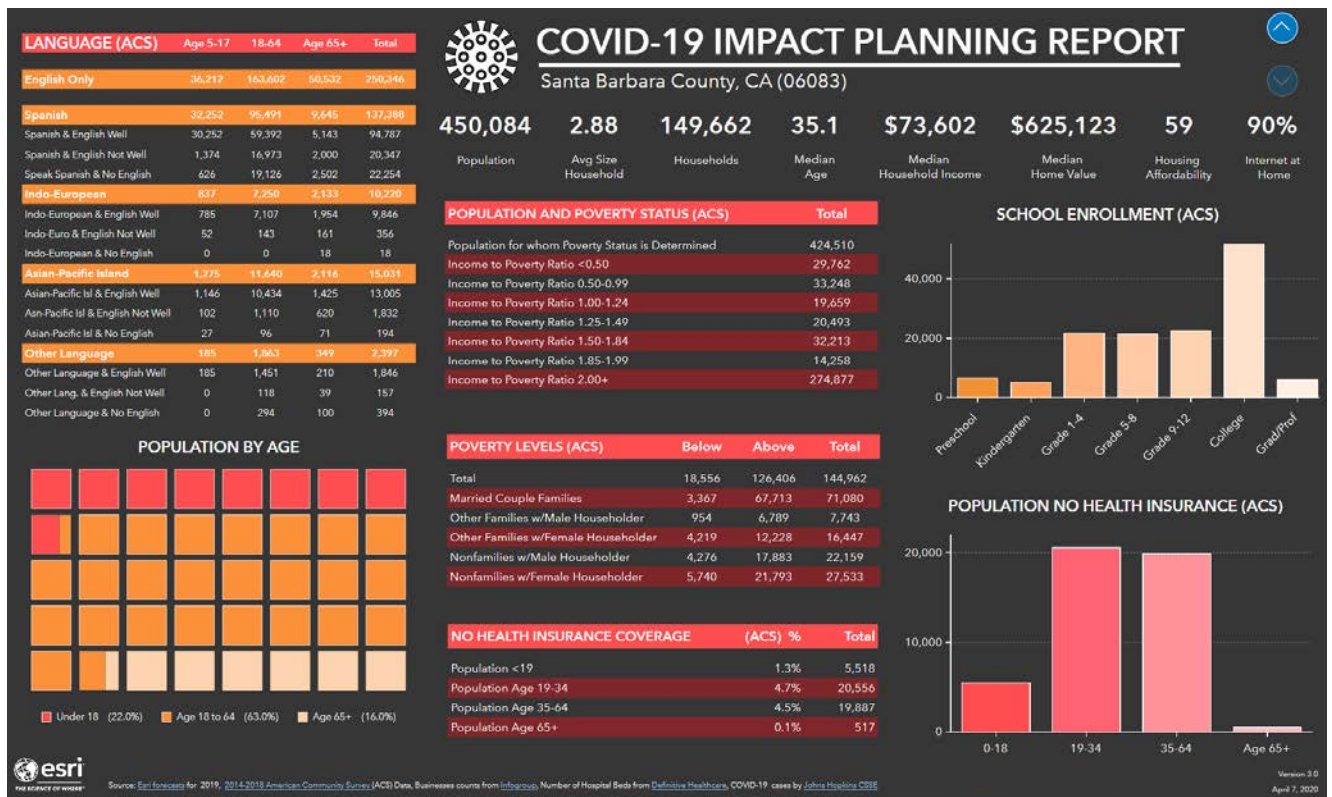 LANGUAGE (ACS) Age 5-17 18-64 Age 65+ Total
English Only 36,212 163,602 50,532 250,346
Spanish 32,252 95,491 9,645 137,388
Spanish & English Well 30,252 59,392 5,143 94,787
Spanish & English Not Well 1,374 16,973 2,000 20,347
Speak Spanish & No English 626 19,126 2,502 22,254
Indo-European 837 7,250 2,133 10,220
Indo-European & English Well 785 7,107 1,954 9,846
Indo-Euro & English Not Well 52 143 161 356
Indo-European & No English 0 0 18 18
Asian-Pacific Island 1,275 11,640 2,116 15,031
Asian-Pacific Isl & English Well 1,146 10,434 1,425 13,005
Asn-Pacific Isl & English Not Well 102 1,110 620 1,832
Asian-Pacific Isl & No English 27 96 71 194
Other Language 185 1,863 349 2,397
Other Language & English Well 185 1,451 210 1,846
Other Lang. & English Not Well 0 118 39 157
Other Language & No English 0 294 100 394
POPULATION BY AGE
Under 18 (22.0%) Age 18 to 64 (63.0%) Age 65+ (16.0%)
COVID-19 IMPACT PLANNING REPORT
Santa Barbara County, CA (06083)
450,084 2.88 149,662 35.1 $73,602 $625,123 59 90%
Population Avg Size Households Median Median Median Housing Internet at
Household Age Household Income Home Value Affordability Home
POPULATION AND POVERTY STATUS (ACS) Total
Population for whom Poverty Status is Determined 424,510
Income to Poverty Ratio <0.50 29,762
Income to Poverty Ratio 0.50-0.99 33,248
Income to Poverty Ratio 1.00-1.24 19,659
Income to Poverty Ratio 1.25-1.49 20,493
Income to Poverty Ratio 1.50-1.84 32,213
Income to Poverty Ratio 1.85-1.99 14,258
Income to Poverty Ratio 2.00+ 274,877
POVERTY LEVELS (ACS) Below Above Total
Total 18,556 126,406 144,962
Married Couple Families 3,367 67,713 71,080
Other Families w/Male Householder 954 6,789 7,743
Other Families w/Female Householder 4,219 12,228 16,447
Nonfamilies w/Male Householder 4,276 17,883 22,159
Nonfamilies w/Female Householder 5,740 21,793 27,533
NO HEALTH INSURANCE COVERAGE (ACS) % Total
Population <19 1.3% 5,518
Population Age 19-34 4.7% 20,556
Population Age 35-64 4.5% 19,887
Population Age 65+ 0.1% 517
SCHOOL ENROLLMENT (ACS)
40,000
20,000
0
Preschool Kindergarten Grade 1-4 Grade 5-8 Grade 9-12 College Grad/Prof
POPULATION NO HEALTH INSURANCE (ACS)
20,000
10,000
0
0-18 19-34 35-64 Age 65+
esri
THE SCIENCE OF WHERE
Source: Esri forecasts for 2019, 2014-2018 American Community Survey (ACS) Data, Businesses counts from Infogroup, Number of Hospital Beds from Definitive Healthcare, COVID-19 cases by Johns Hopkins CSSE
Version 3.0
April 7, 2020